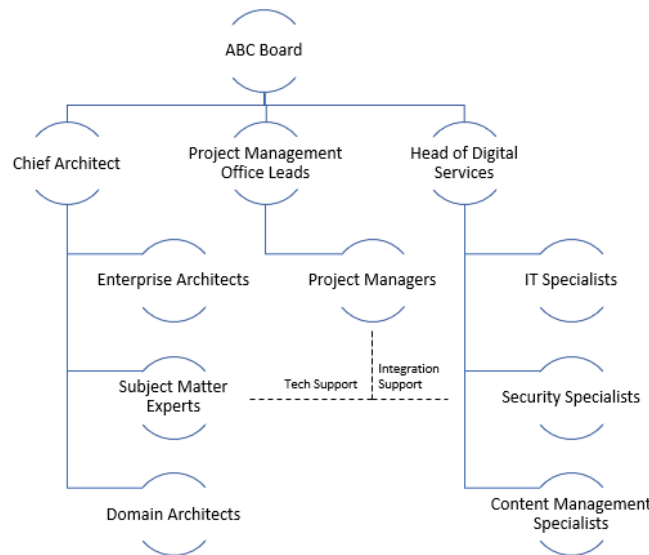 ABC Board
Chief Architect
Project Management
Office Leads
Head of Digital
Services
Enterprise Architects
Project Managers
IT Specialists
Subject Matter
Experts
Tech Support
Integration
Support
Security Specialists
Domain Architects
Content Management
Specialists